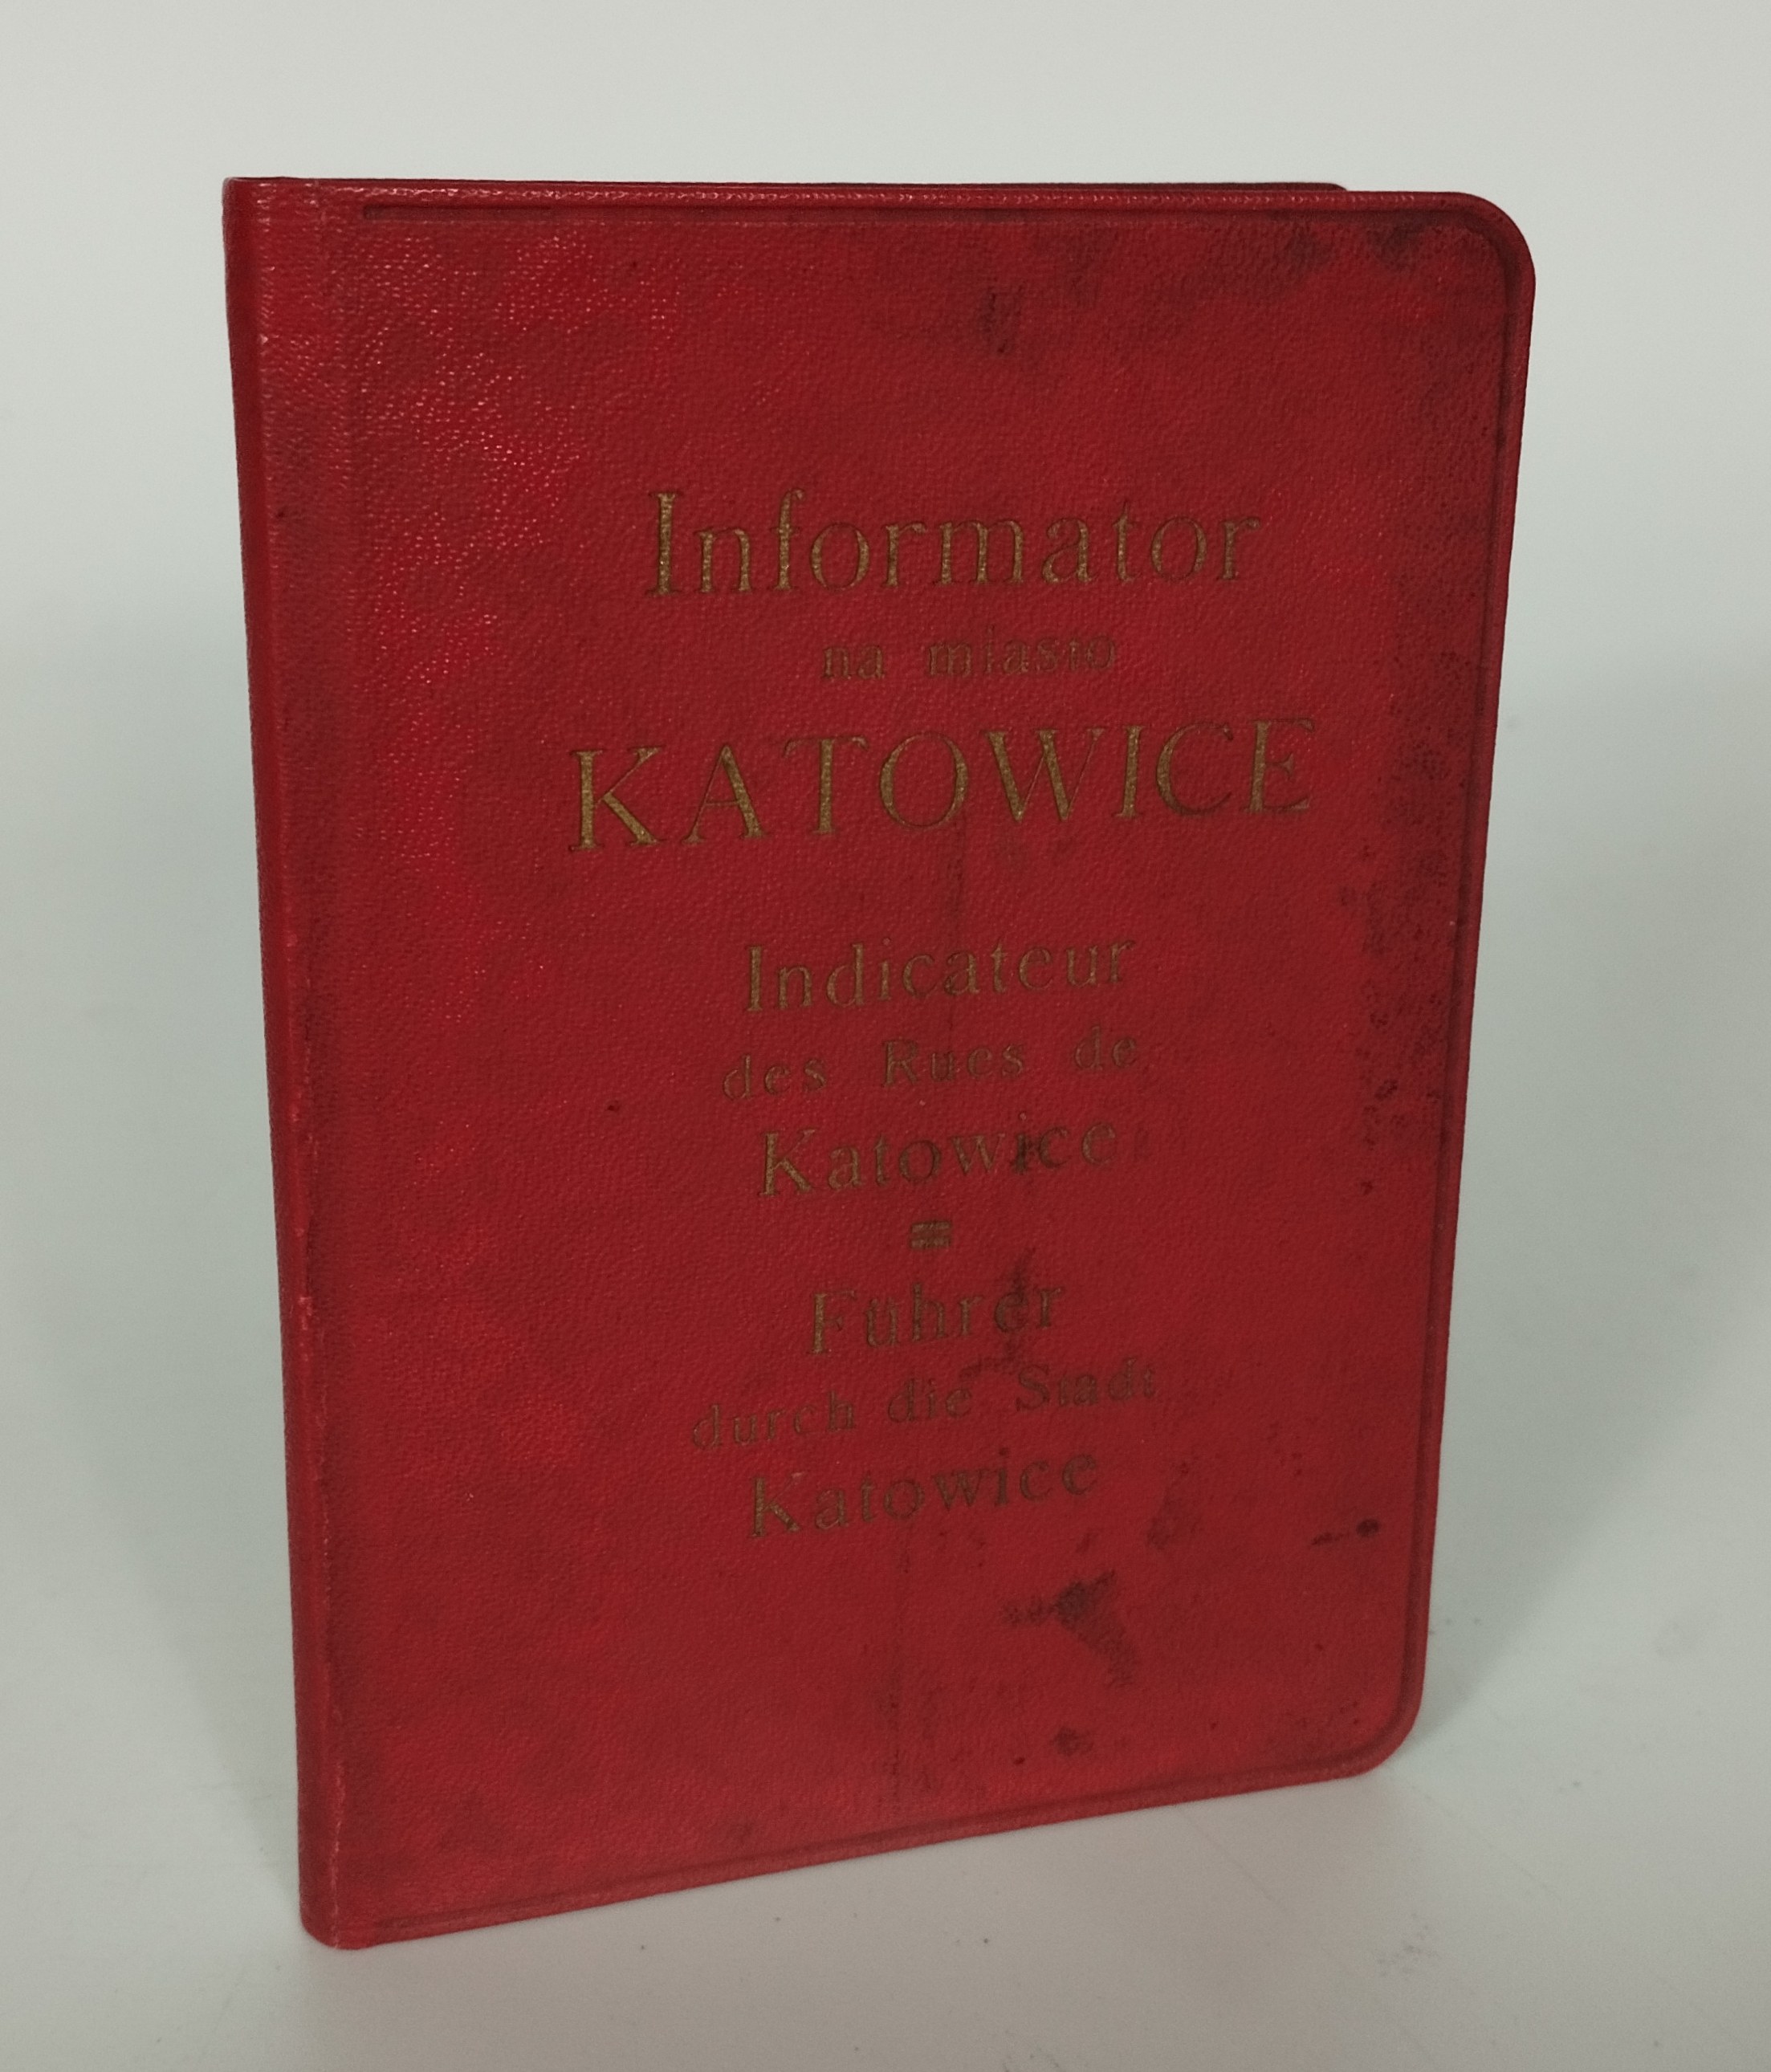 Informator
na miasto
KATOWICE
Indicateur
des Rues de
Katowice
=
Führer
durch die Stadt
Katowice